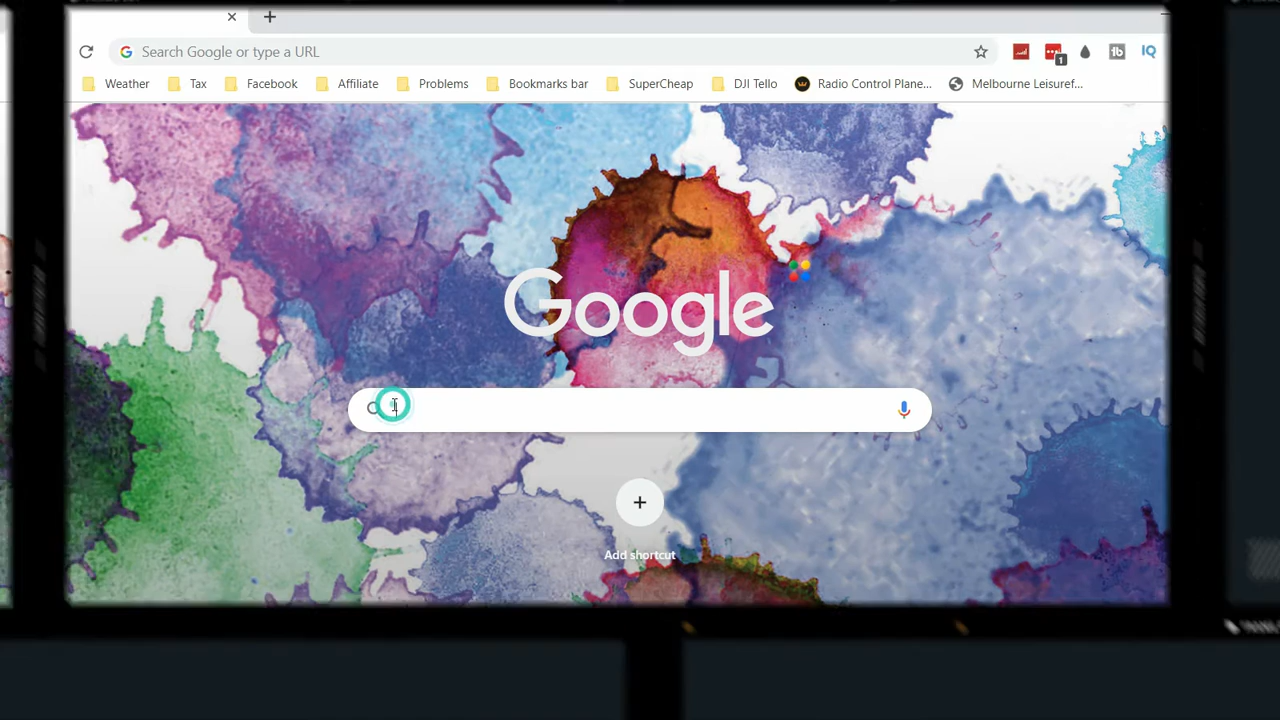 Search Google or type a URL
1
Weather Tax Facebook Affiliate Problems Bookmarks bar SuperCheap DJI Tello Radio Control Plane... Melbourne Leisuref...
Google
Add shortcut